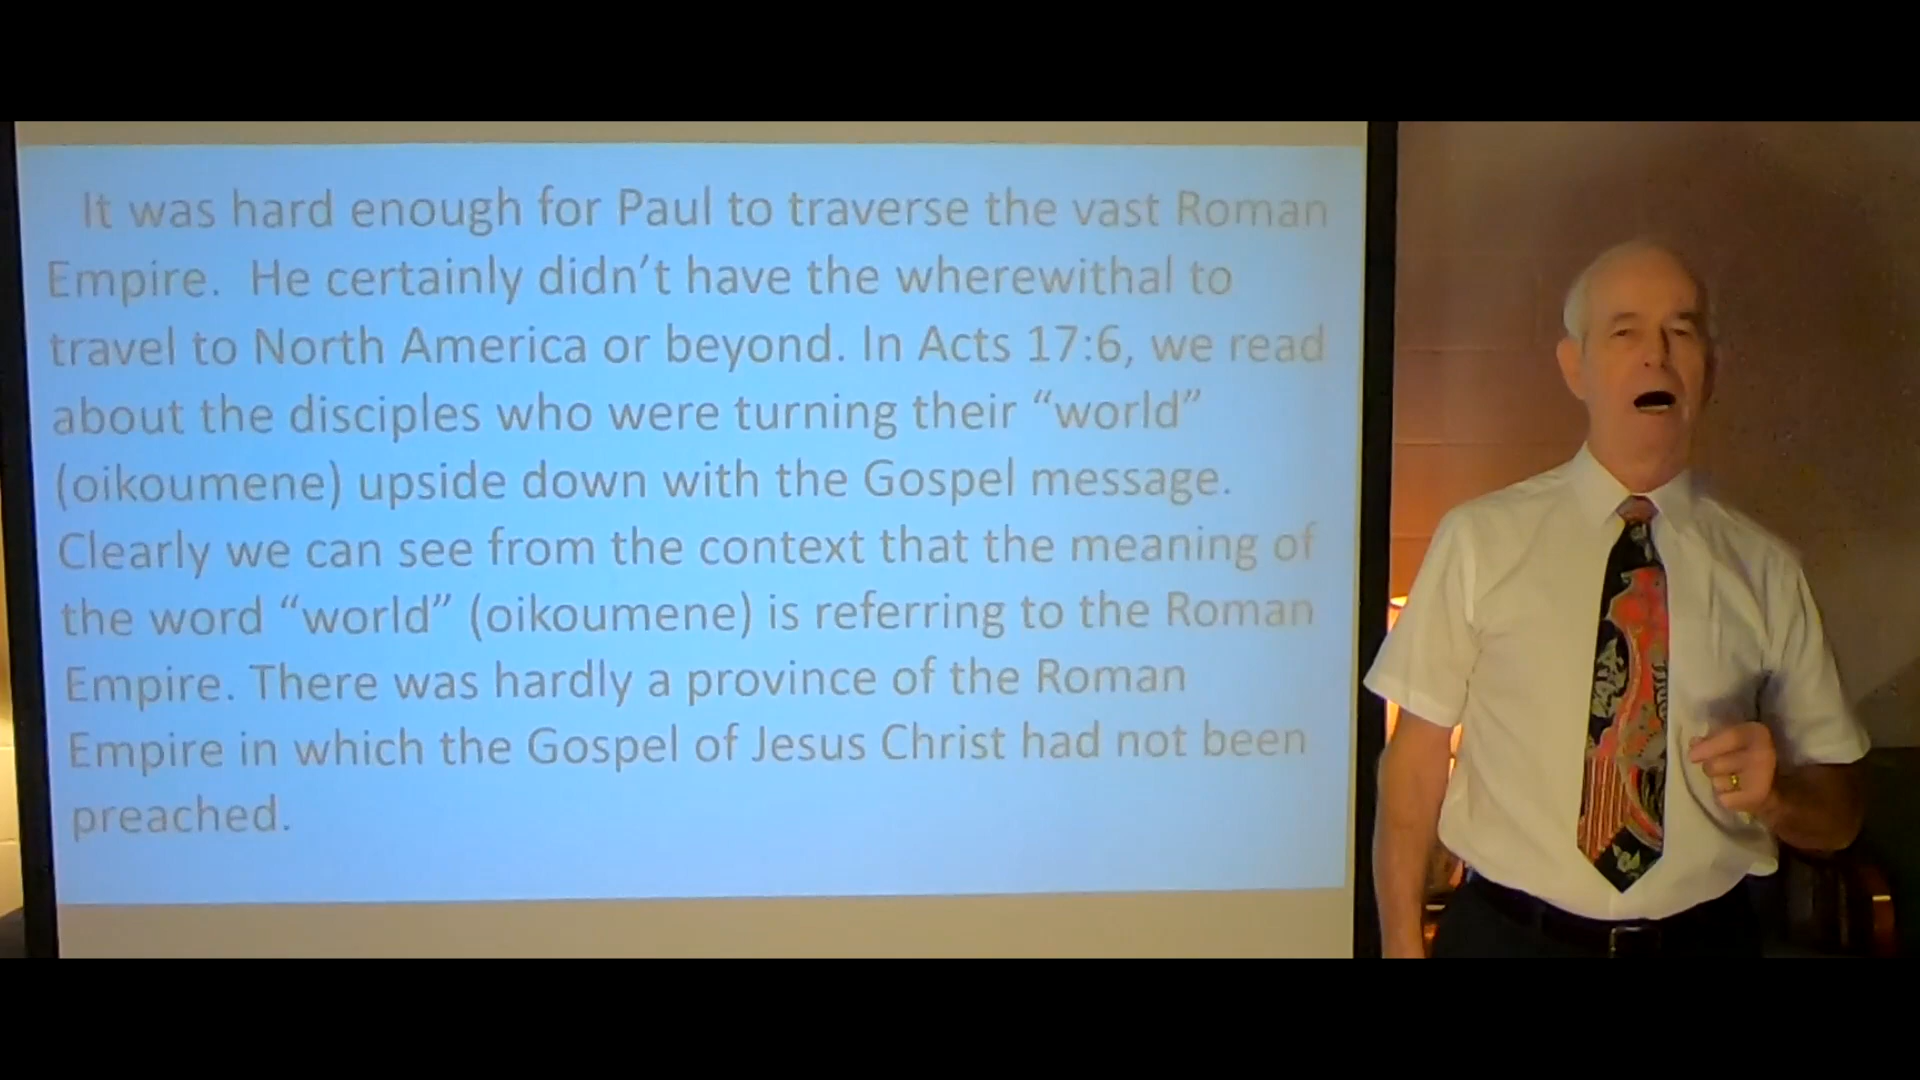 It was hard enough for Paul to traverse the vast Roman
Empire. He certainly didn’t have the wherewithal to
travel to North America or beyond. In Acts 17:6, we read
about the disciples who were turning their “world”
(oikoumene) upside down with the Gospel message.
Clearly we can see from the context that the meaning of
the word “world” (oikoumene) is referring to the Roman
Empire. There was hardly a province of the Roman
Empire in which the Gospel of Jesus Christ had not been
preached.